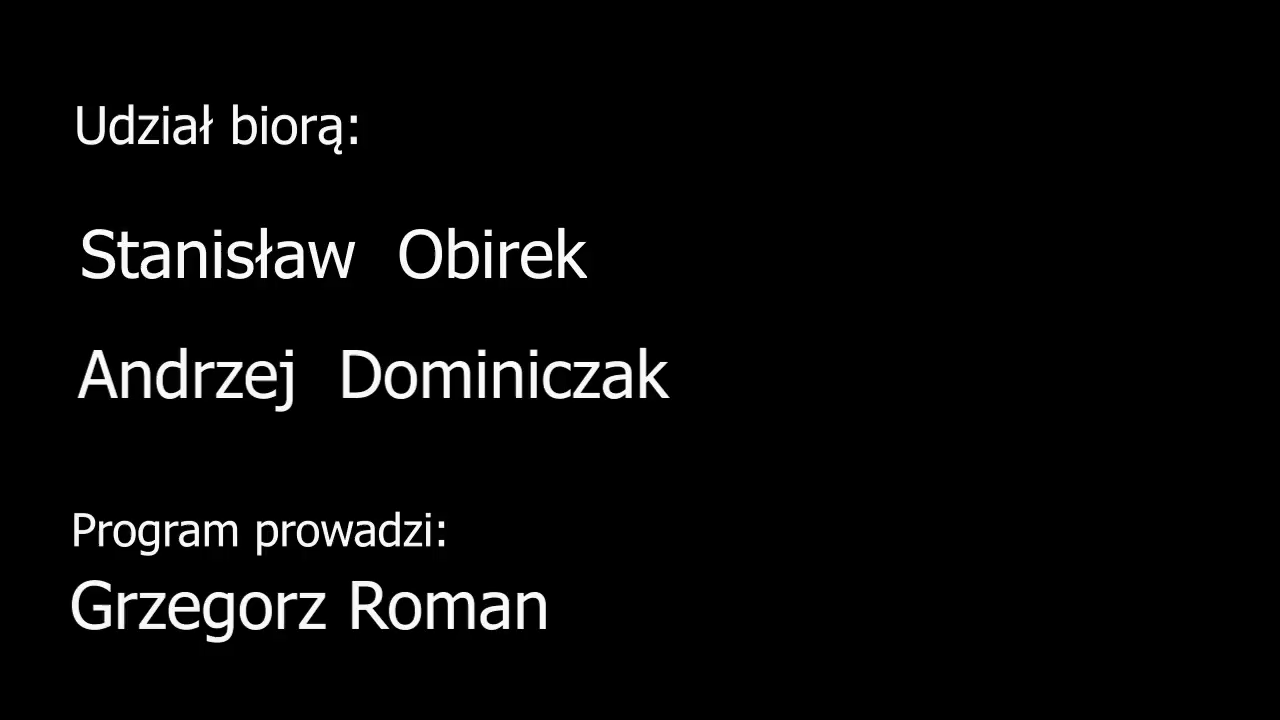 Udział biorą:
Stanisław Obirek
Andrzej Dominiczak
Program prowadzi:
Grzegorz Roman